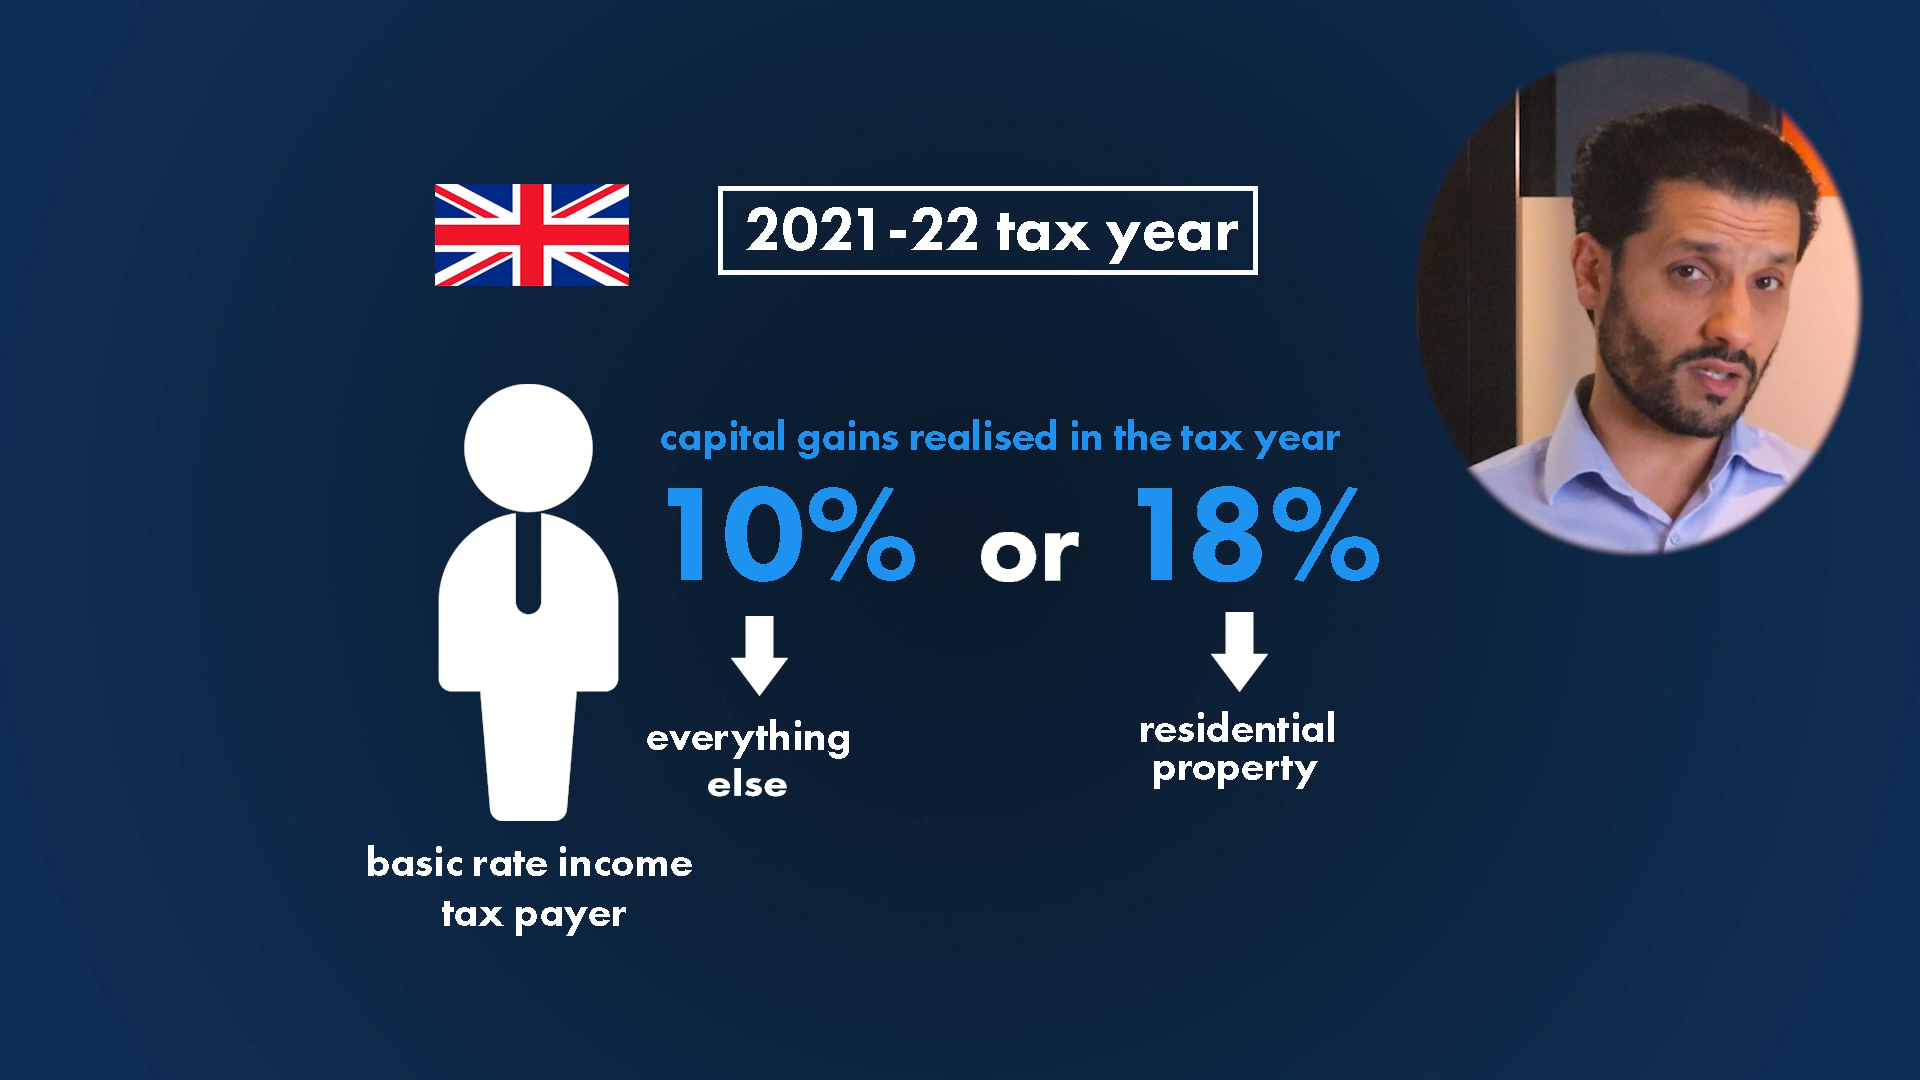 2021-22 tax year
capital gains realised in the tax year
10% or 18%
everything
else
residential
property
basic rate income
tax payer